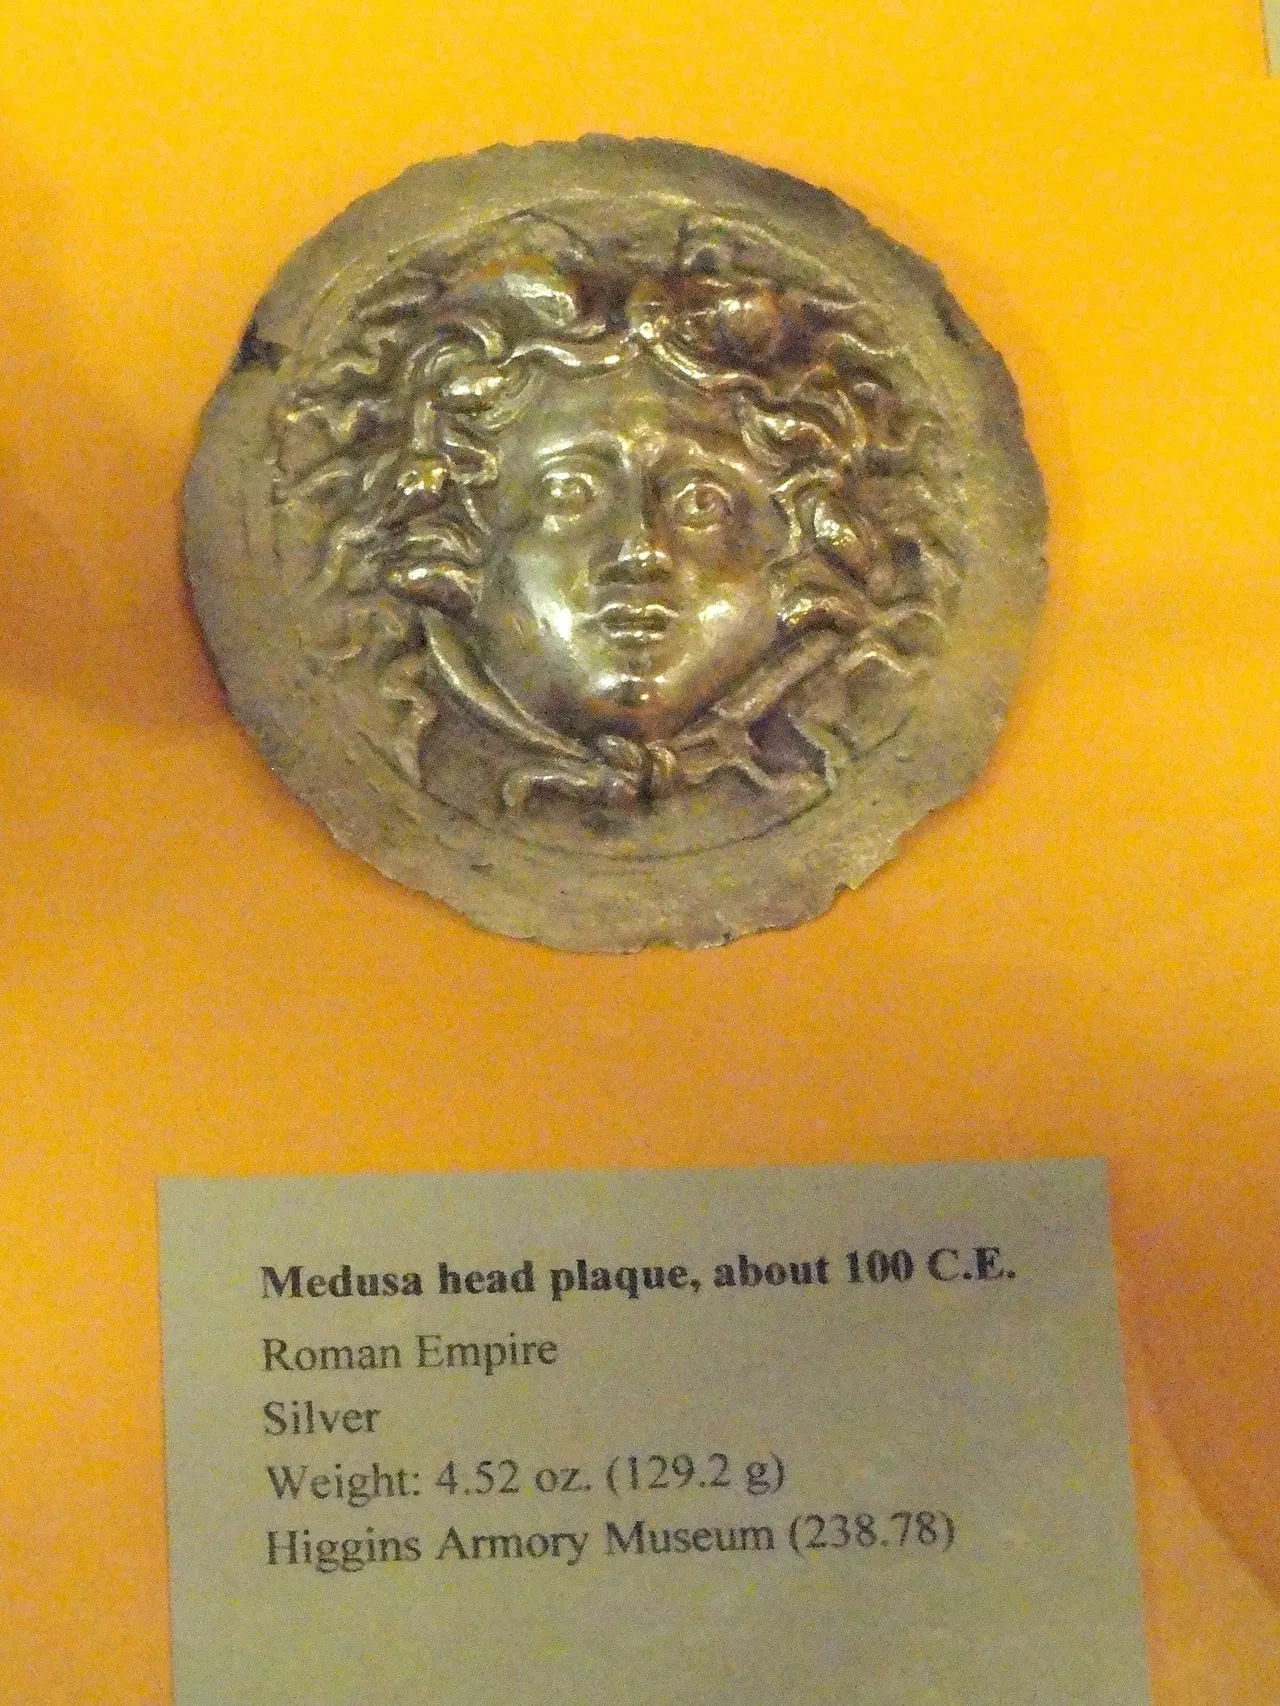 Medusa head plaque, about 100 C.E.
Roman Empire
Silver
Weight: 4.52 oz. (129.2 g)
Higgins Armory Museum (238.78)